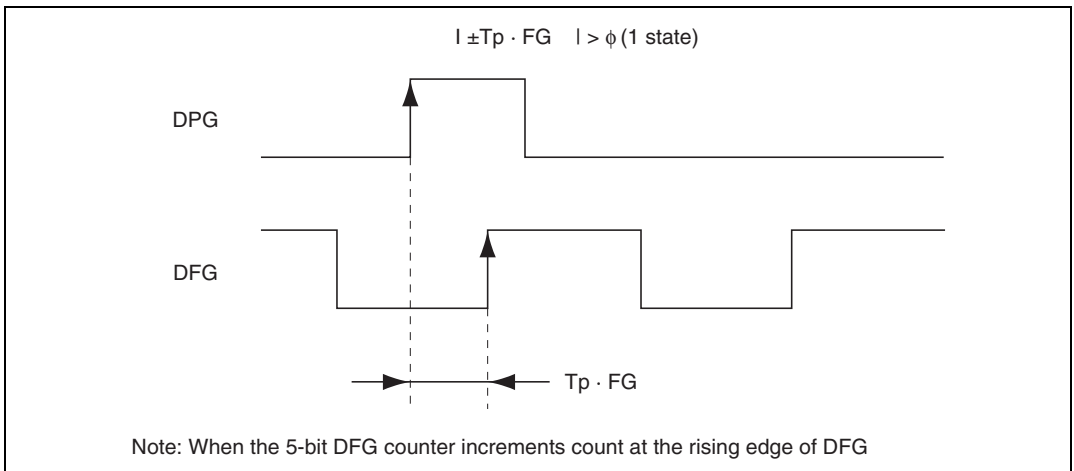 | ±Tp · FG | > ϕ (1 state)
DPG
DFG
Tp · FG
Note: When the 5-bit DFG counter increments count at the rising edge of DFG